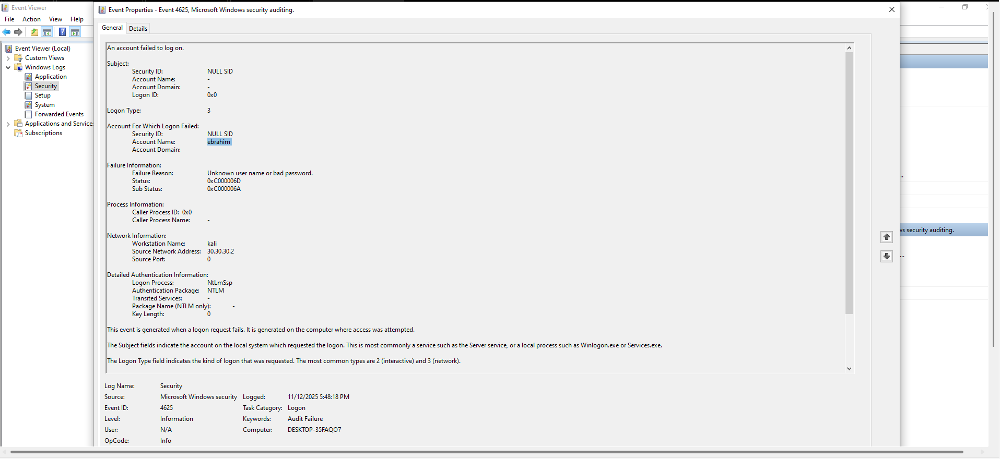 Event Viewer
File Action View Help
Event Viewer (Local)
Custom Views
Windows Logs
Application
Security
Setup
System
Forwarded Events
Applications and Service
Subscriptions
Event Properties - Event 4625, Microsoft Windows security auditing.
General Details
An account failed to log on.
Subject:
Security ID: NULL SID
Account Name: -
Account Domain: -
Logon ID: 0x0
Logon Type: 3
Account For Which Logon Failed:
Security ID: NULL SID
Account Name: ebrahim
Account Domain:
Failure Information:
Failure Reason: Unknown user name or bad password.
Status: 0xC000006D
Sub Status: 0xC000006A
Process Information:
Caller Process ID: 0x0
Caller Process Name: -
Network Information:
Workstation Name: kali
Source Network Address: 30.30.30.2
Source Port: 0
Detailed Authentication Information:
Logon Process: NtLmSsp
Authentication Package: NTLM
Transited Services: -
Package Name (NTLM only): -
Key Length: 0
This event is generated when a logon request fails. It is generated on the computer where access was attempted.
The Subject fields indicate the account on the local system which requested the logon. This is most commonly a service such as the Server service, or a local process such as Winlogon.exe or Services.exe.
The Logon Type field indicates the kind of logon that was requested. The most common types are 2 (interactive) and 3 (network).
Log Name: Security
Source: Microsoft Windows security Logged: 11/12/2025 5:48:18 PM
Event ID: 4625 Task Category: Logon
Level: Information Keywords: Audit Failure
User: N/A Computer: DESKTOP-35FAQO7
OpCode: Info
...
ws security auditing.
...